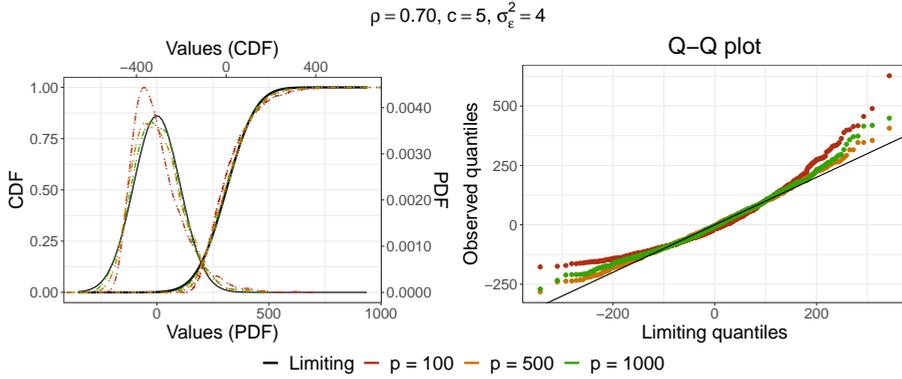 ρ = 0.70, c = 5, σ²ε = 4
Values (CDF)
−400 0 400
CDF
1.00
0.75
0.50
0.25
0.00
0.0040
0.0030
0.0020
0.0010
0.0000
PDF
0 500 1000
Values (PDF)
Q−Q plot
Observed quantiles
500
250
0
−250
−200 0 200
Limiting quantiles
Limiting p = 100 p = 500 p = 1000